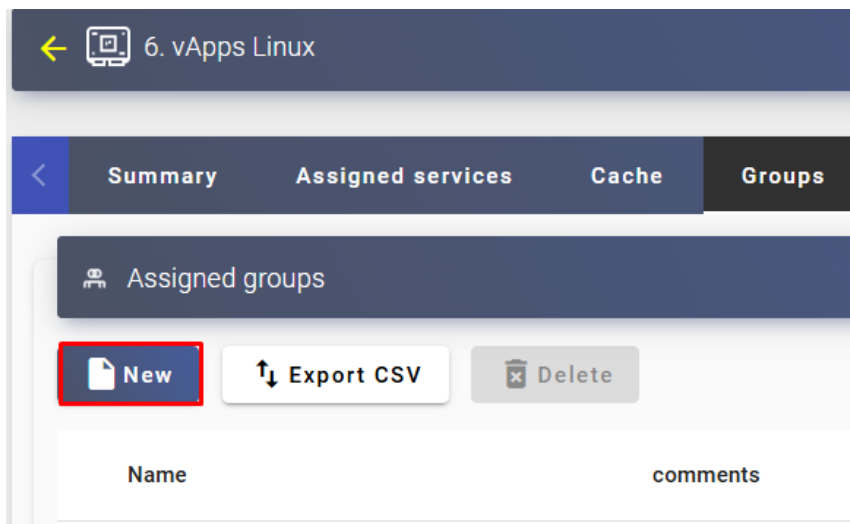 6. vApps Linux
Summary Assigned services Cache Groups
Assigned groups
New Export CSV Delete
Name comments